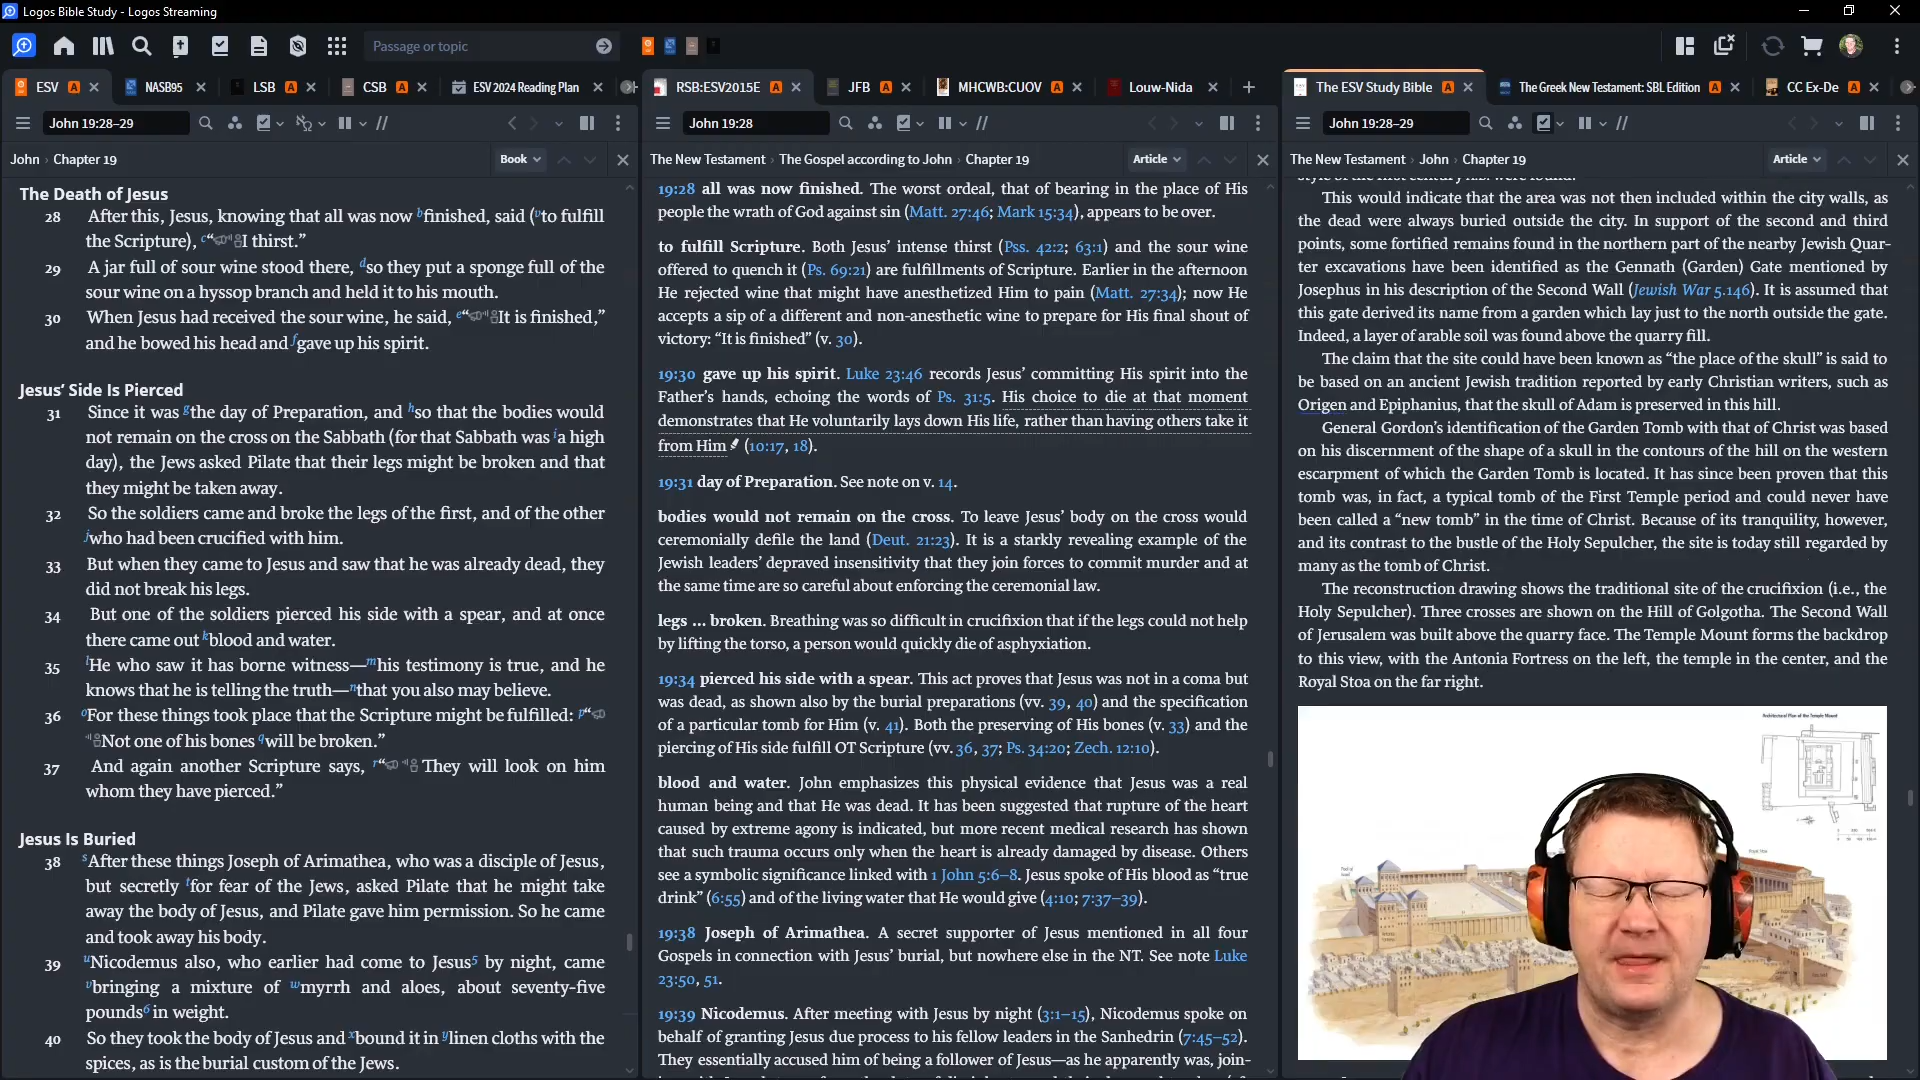 Logos Bible Study - Logos Streaming
Passage or topic
ESV
NASB95
LSB
CSB
ESV 2024 Reading Plan
John 19:28–29
John › Chapter 19
Book
The Death of Jesus
28 After this, Jesus, knowing that all was now bfinished, said (vto fulfill
the Scripture), c“I thirst.”
29 A jar full of sour wine stood there, dso they put a sponge full of the
sour wine on a hyssop branch and held it to his mouth.
30 When Jesus had received the sour wine, he said, e“It is finished,”
and he bowed his head and fgave up his spirit.
Jesus’ Side Is Pierced
31 Since it was gthe day of Preparation, and hso that the bodies would
not remain on the cross on the Sabbath (for that Sabbath was ia high
day), the Jews asked Pilate that their legs might be broken and that
they might be taken away.
32 So the soldiers came and broke the legs of the first, and of the other
jwho had been crucified with him.
33 But when they came to Jesus and saw that he was already dead, they
did not break his legs.
34 But one of the soldiers pierced his side with a spear, and at once
there came out kblood and water.
35 lHe who saw it has borne witness—mhis testimony is true, and he
knows that he is telling the truth—nthat you also may believe.
36 oFor these things took place that the Scripture might be fulfilled: p“
Not one of his bones qwill be broken.”
37 And again another Scripture says, r“They will look on him
whom they have pierced.”
Jesus Is Buried
38 sAfter these things Joseph of Arimathea, who was a disciple of Jesus,
but secretly tfor fear of the Jews, asked Pilate that he might take
away the body of Jesus, and Pilate gave him permission. So he came
and took away his body.
39 uNicodemus also, who earlier had come to Jesus5 by night, came
vbringing a mixture of wmyrrh and aloes, about seventy-five
pounds6 in weight.
40 So they took the body of Jesus and xbound it in ylinen cloths with the
spices, as is the burial custom of the Jews.
RSB:ESV2015E
JFB
MHCWB:CUOV
Louw-Nida
John 19:28
The New Testament › The Gospel according to John › Chapter 19
Article
19:28 all was now finished. The worst ordeal, that of bearing in the place of His
people the wrath of God against sin (Matt. 27:46; Mark 15:34), appears to be over.
to fulfill Scripture. Both Jesus’ intense thirst (Pss. 42:2; 63:1) and the sour wine
offered to quench it (Ps. 69:21) are fulfillments of Scripture. Earlier in the afternoon
He rejected wine that might have anesthetized Him to pain (Matt. 27:34); now He
accepts a sip of a different and non-anesthetic wine to prepare for His final shout of
victory: “It is finished” (v. 30).
19:30 gave up his spirit. Luke 23:46 records Jesus’ committing His spirit into the
Father’s hands, echoing the words of Ps. 31:5. His choice to die at that moment
demonstrates that He voluntarily lays down His life, rather than having others take it
from Him (10:17, 18).
19:31 day of Preparation. See note on v. 14.
bodies would not remain on the cross. To leave Jesus’ body on the cross would
ceremonially defile the land (Deut. 21:23). It is a starkly revealing example of the
Jewish leaders’ depraved insensitivity that they join forces to commit murder and at
the same time are so careful about enforcing the ceremonial law.
legs ... broken. Breathing was so difficult in crucifixion that if the legs could not help
by lifting the torso, a person would quickly die of asphyxiation.
19:34 pierced his side with a spear. This act proves that Jesus was not in a coma but
was dead, as shown also by the burial preparations (vv. 39, 40) and the specification
of a particular tomb for Him (v. 41). Both the preserving of His bones (v. 33) and the
piercing of His side fulfill OT Scripture (vv. 36, 37; Ps. 34:20; Zech. 12:10).
blood and water. John emphasizes this physical evidence that Jesus was a real
human being and that He was dead. It has been suggested that rupture of the heart
caused by extreme agony is indicated, but more recent medical research has shown
that such trauma occurs only when the heart is already damaged by disease. Others
see a symbolic significance linked with 1 John 5:6–8. Jesus spoke of His blood as “true
drink” (6:55) and of the living water that He would give (4:10; 7:37–39).
19:38 Joseph of Arimathea. A secret supporter of Jesus mentioned in all four
Gospels in connection with Jesus’ burial, but nowhere else in the NT. See note Luke
23:50, 51.
19:39 Nicodemus. After meeting with Jesus by night (3:1–15), Nicodemus spoke on
behalf of granting Jesus due process to his fellow leaders in the Sanhedrin (7:45–52).
They essentially accused him of being a follower of Jesus—as he apparently was, join-
The ESV Study Bible
The Greek New Testament: SBL Edition
CC Ex-De
John 19:28–29
The New Testament › John › Chapter 19
Article
This would indicate that the area was not then included within the city walls, as
the dead were always buried outside the city. In support of the second and third
points, some fortified remains found in the northern part of the nearby Jewish Quar-
ter excavations have been identified as the Gennath (Garden) Gate mentioned by
Josephus in his description of the Second Wall (Jewish War 5.146). It is assumed that
this gate derived its name from a garden which lay just to the north outside the gate.
Indeed, a layer of arable soil was found above the quarry fill.
The claim that the site could have been known as “the place of the skull” is said to
be based on an ancient Jewish tradition reported by early Christian writers, such as
Origen and Epiphanius, that the skull of Adam is preserved in this hill.
General Gordon’s identification of the Garden Tomb with that of Christ was based
on his discernment of the shape of a skull in the contours of the hill on the western
escarpment of which the Garden Tomb is located. It has since been proven that this
tomb was, in fact, a typical tomb of the First Temple period and could never have
been called a “new tomb” in the time of Christ. Because of its tranquility, however,
and its contrast to the bustle of the Holy Sepulcher, the site is today still regarded by
many as the tomb of Christ.
The reconstruction drawing shows the traditional site of the crucifixion (i.e., the
Holy Sepulcher). Three crosses are shown on the Hill of Golgotha. The Second Wall
of Jerusalem was built above the quarry face. The Temple Mount forms the backdrop
to this view, with the Antonia Fortress on the left, the temple in the center, and the
Royal Stoa on the far right.
Architectural Plan of the Temple Mount